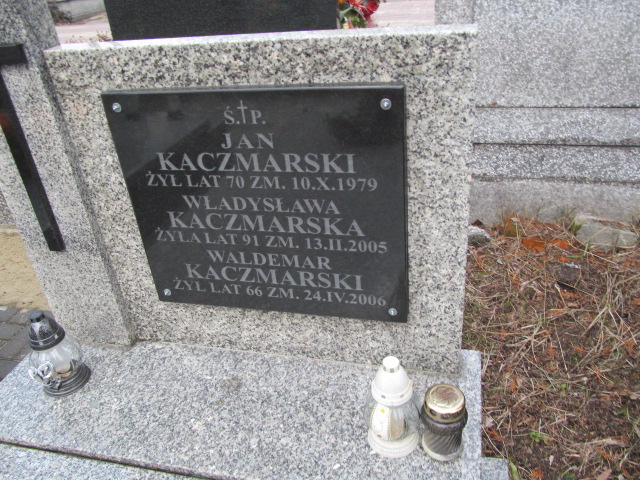 Ś.†P.
JAN
KACZMARSKI
ŻYŁ LAT 70 ZM. 10.X.1979
WŁADYSŁAWA
KACZMARSKA
ŻYŁA LAT 91 ZM. 13.II.2005
WALDEMAR
KACZMARSKI
ŻYŁ LAT 66 ZM. 24.IV.2006